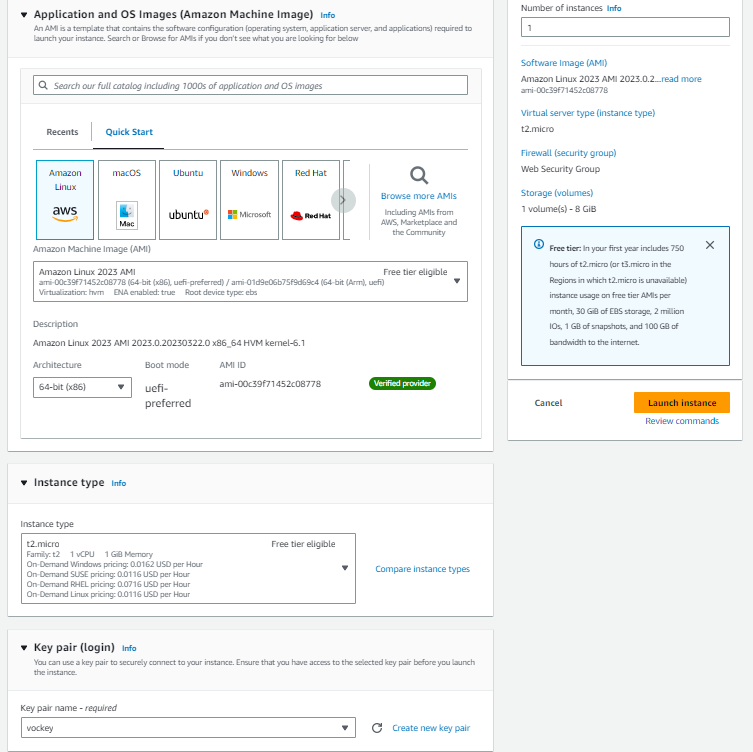 Application and OS Images (Amazon Machine Image) Info
An AMI is a template that contains the software configuration (operating system, application server, and applications) required to
launch your instance. Search or Browse for AMIs if you don't see what you are looking for below
Search our full catalog including 1000s of application and OS images
Recents
Quick Start
Amazon
Linux
aws
macOS
Mac
Ubuntu
ubuntu
Windows
Microsoft
Red Hat
Red Hat
Browse more AMIs
Including AMIs from
AWS, Marketplace and
the Community
Amazon Machine Image (AMI)
Amazon Linux 2023 AMI Free tier eligible
ami-00c39f71452c08778 (64-bit (x86), uefi-preferred) / ami-01d9e06b75f9d69c4 (64-bit (Arm), uefi)
Virtualization: hvm ENA enabled: true Root device type: ebs
Description
Amazon Linux 2023 AMI 2023.0.20230322.0 x86_64 HVM kernel-6.1
Architecture Boot mode AMI ID
64-bit (x86)
uefi-
preferred
ami-00c39f71452c08778
Verified provider
Instance type Info
Instance type
t2.micro Free tier eligible
Family: t2 1 vCPU 1 GiB Memory
On-Demand Windows pricing: 0.0162 USD per Hour
On-Demand SUSE pricing: 0.0116 USD per Hour
On-Demand RHEL pricing: 0.0716 USD per Hour
On-Demand Linux pricing: 0.0116 USD per Hour
Compare instance types
Key pair (login) Info
You can use a key pair to securely connect to your instance. Ensure that you have access to the selected key pair before you launch
the instance.
Key pair name - required
vockey
Create new key pair
Number of instances Info
1
Software Image (AMI)
Amazon Linux 2023 AMI 2023.0.2...read more
ami-00c39f71452c08778
Virtual server type (instance type)
t2.micro
Firewall (security group)
Web Security Group
Storage (volumes)
1 volume(s) - 8 GiB
Free tier: In your first year includes 750
hours of t2.micro (or t3.micro in the
Regions in which t2.micro is unavailable)
instance usage on free tier AMIs per
month, 30 GiB of EBS storage, 2 million
IOs, 1 GB of snapshots, and 100 GB of
bandwidth to the internet.
Cancel
Launch instance
Review commands